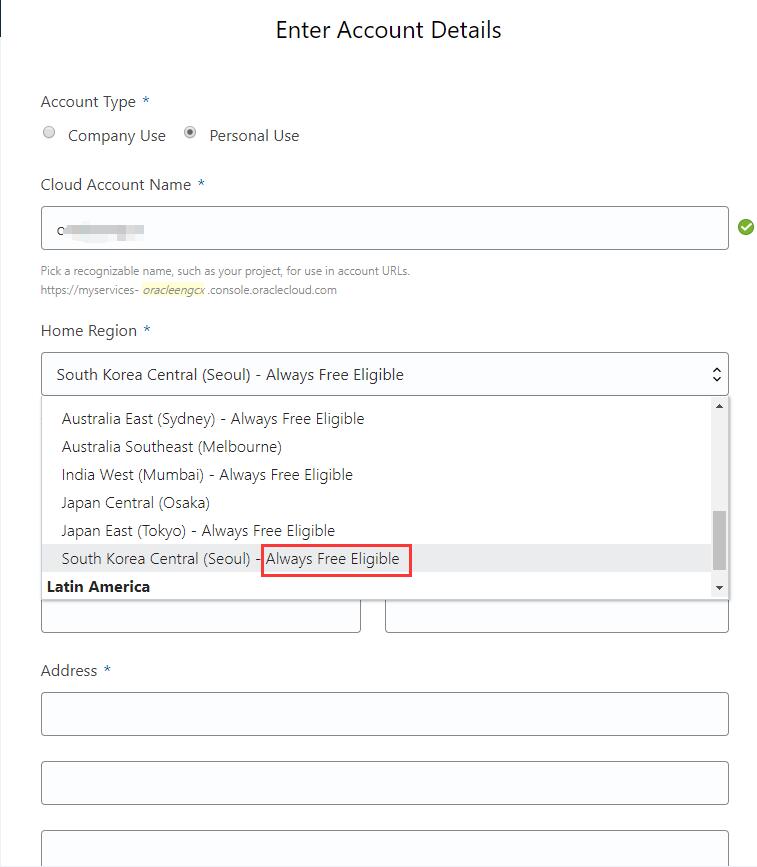 Enter Account Details
Account Type *
Company Use Personal Use
Cloud Account Name *
Pick a recognizable name, such as your project, for use in account URLs.
https://myservices- oracleengcx .console.oraclecloud.com
Home Region *
South Korea Central (Seoul) - Always Free Eligible
Australia East (Sydney) - Always Free Eligible
Australia Southeast (Melbourne)
India West (Mumbai) - Always Free Eligible
Japan Central (Osaka)
Japan East (Tokyo) - Always Free Eligible
South Korea Central (Seoul) - Always Free Eligible
Latin America
Address *